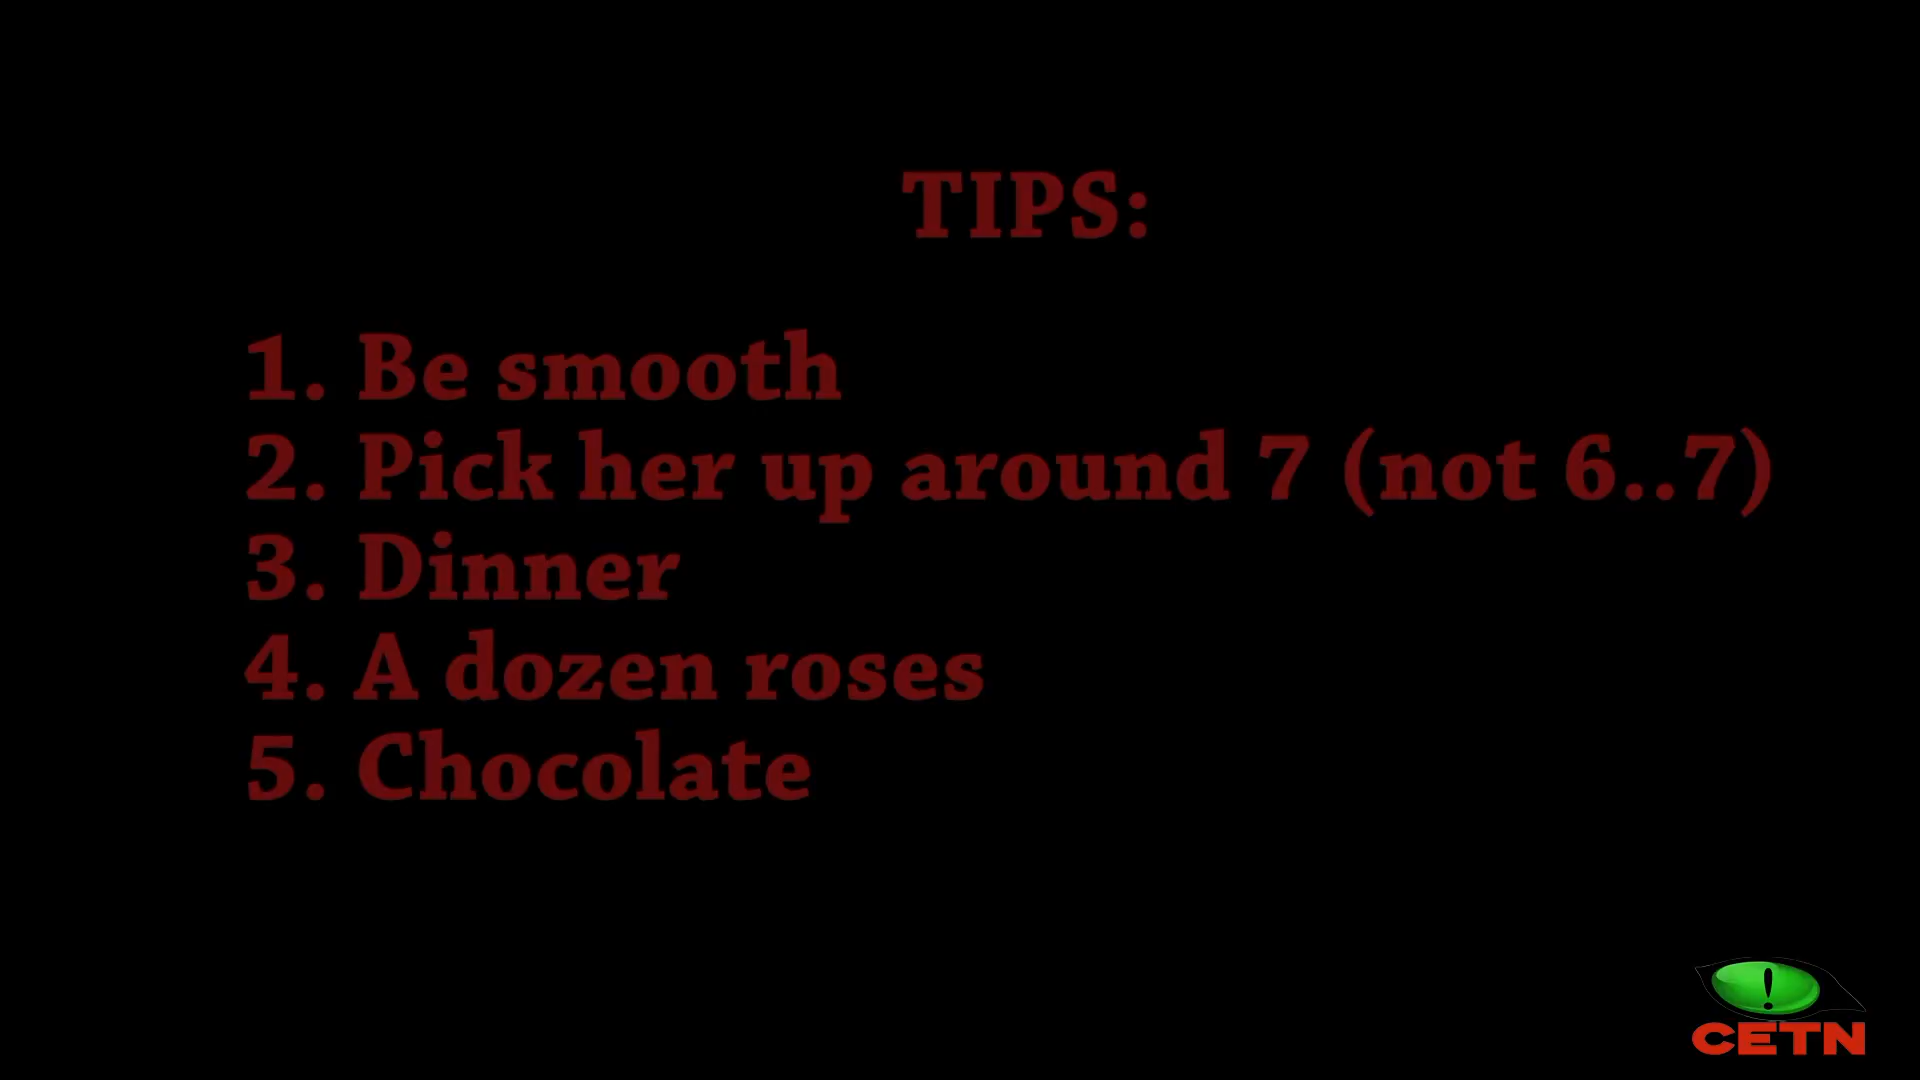 TIPS:
1. Be smooth
2. Pick her up around 7 (not 6..7)
3. Dinner
4. A dozen roses
5. Chocolate
CETN